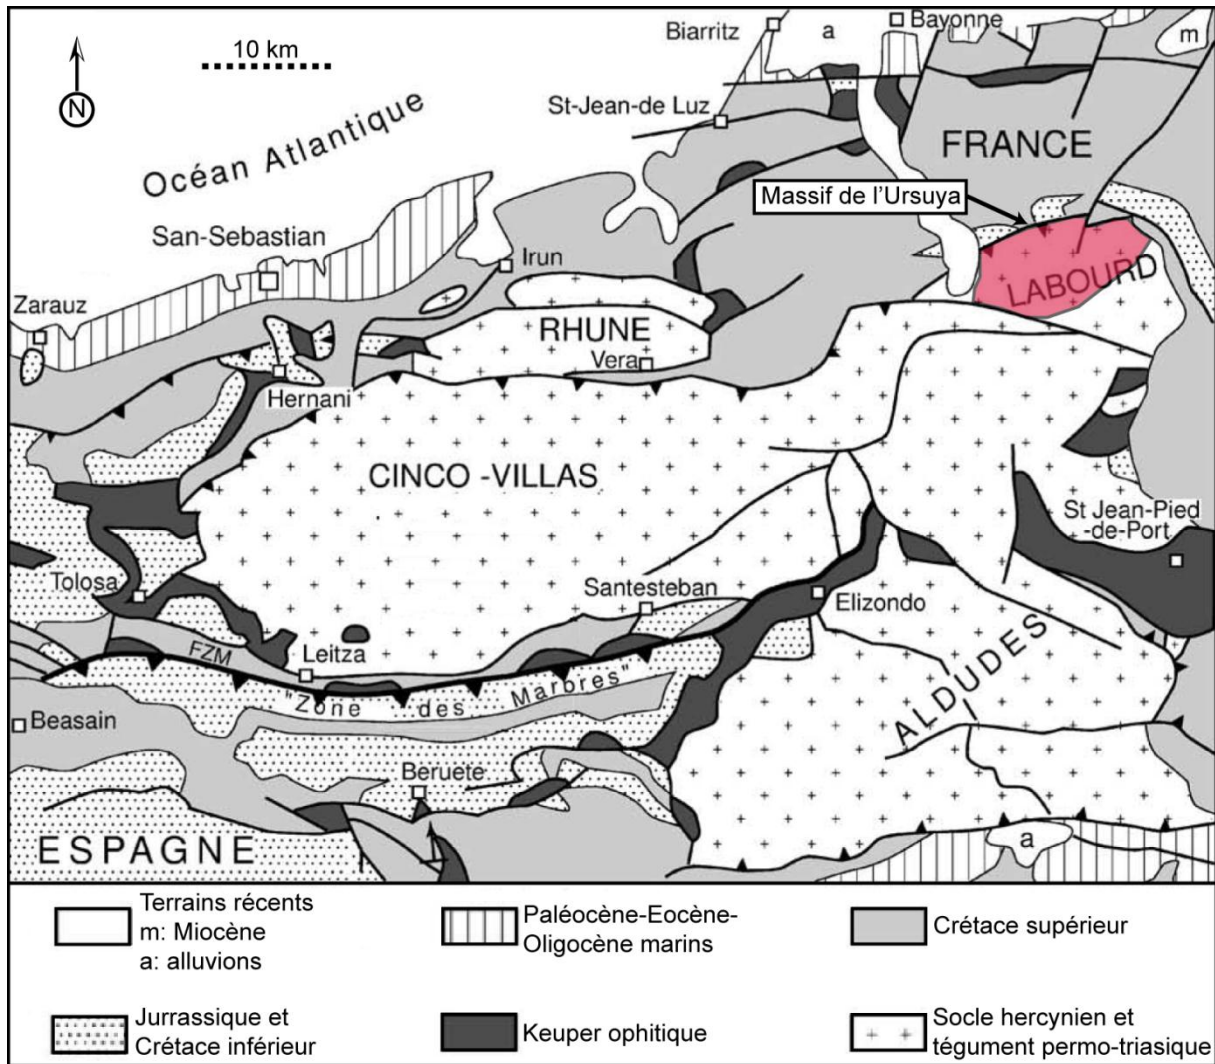 10 km
N
Biarritz
a
Bayonne
m
St-Jean-de Luz
FRANCE
Océan Atlantique
Massif de l'Ursuya
San-Sebastian
Irun
LABOURD
Zarauz
RHUNE
Vera
Hernani
CINCO -VILLAS
St Jean-Pied
-de-Port
Tolosa
Santesteban
Elizondo
FZM
Leitza
"Zone des Marbres"
ALDUDES
Beasain
Beruete
a
ESPAGNE
Terrains récents
m: Miocène
a: alluvions
Paléocène-Eocène-
Oligocène marins
Crétace supérieur
Jurrassique et
Crétace inférieur
Keuper ophitique
Socle hercynien et
tégument permo-triasique